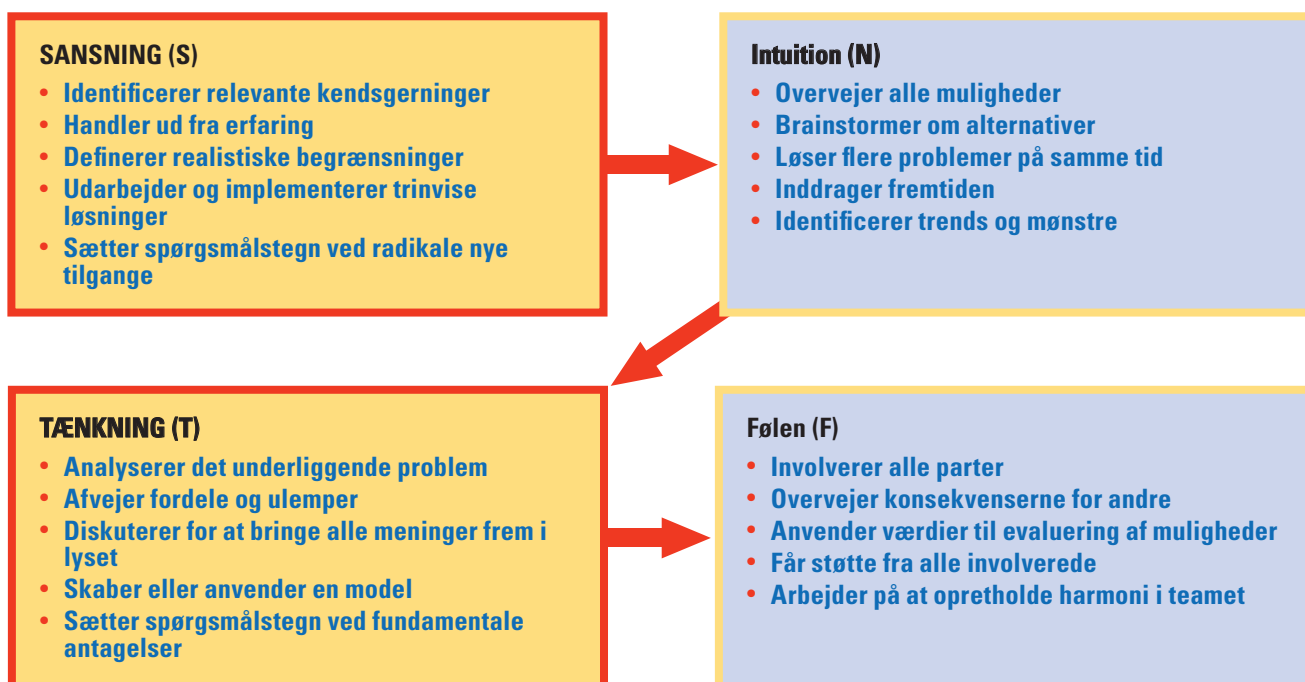 SANSNING (S)
• Identificerer relevante kendsgerninger
• Handler ud fra erfaring
• Definerer realistiske begrænsninger
• Udarbejder og implementerer trinvise
løsninger
• Sætter spørgsmålstegn ved radikale nye
tilgange
Intuition (N)
• Overvejer alle muligheder
• Brainstormer om alternativer
• Løser flere problemer på samme tid
• Inddrager fremtiden
• Identificerer trends og mønstre
TÆNKNING (T)
• Analyserer det underliggende problem
• Afvejer fordele og ulemper
• Diskuterer for at bringe alle meninger frem i
lyset
• Skaber eller anvender en model
• Sætter spørgsmålstegn ved fundamentale
antagelser
Følen (F)
• Involverer alle parter
• Overvejer konsekvenserne for andre
• Anvender værdier til evaluering af muligheder
• Får støtte fra alle involverede
• Arbejder på at opretholde harmoni i teamet